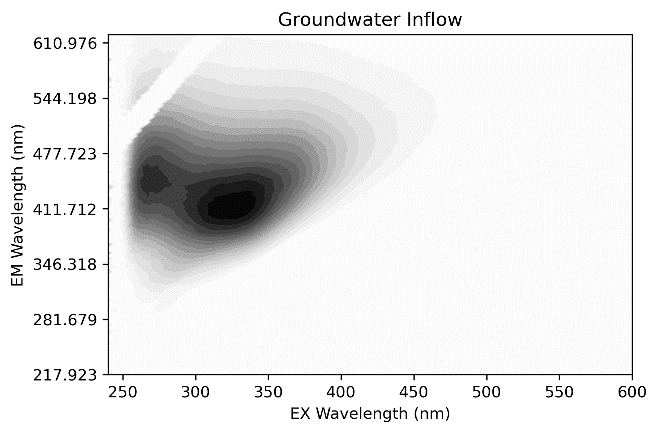 Groundwater Inflow
610.976
544.198
477.723
411.712
346.318
281.679
217.923
EM Wavelength (nm)
250 300 350 400 450 500 550 600
EX Wavelength (nm)